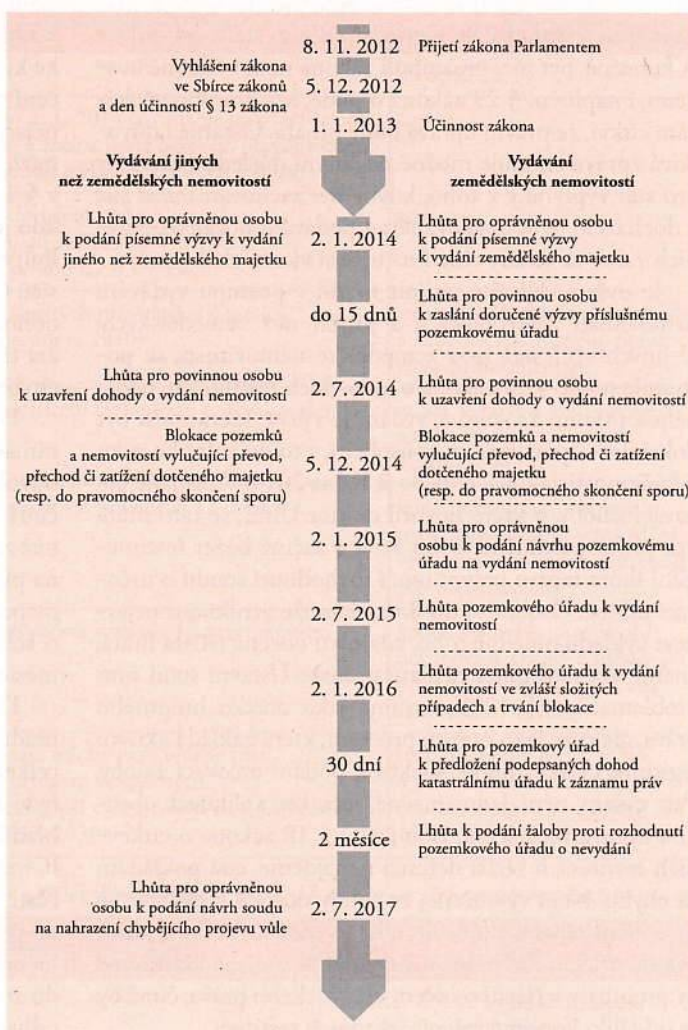 8. 11. 2012
Přijetí zákona Parlamentem
Vyhlášení zákona
ve Sbírce zákonů
a den účinností § 13 zákona
5. 12. 2012
1. 1. 2013
Účinnost zákona
Vydávání jiných
než zemědělských nemovitostí
Vydávání
zemědělských nemovitostí
Lhůta pro oprávněnou osobu
k podání písemné výzvy k vydání
jiného než zemědělského majetku
2. 1. 2014
Lhůta pro oprávněnou osobu
k podání písemné výzvy
k vydání zemědělského majetku
do 15 dnů
Lhůta pro povinnou osobu
k zaslání doručené výzvy příslušnému
pozemkovému úřadu
Lhůta pro povinnou osobu
k uzavření dohody o vydání nemovitostí
2. 7. 2014
Lhůta pro povinnou osobu
k uzavření dohody o vydání nemovitostí
Blokace pozemků
a nemovitostí vylučující převod,
přechod či zatížení dotčeného majetku
(resp. do pravomocného skončení sporu)
5. 12. 2014
Blokace pozemků a nemovitostí
vylučující převod, přechod či zatížení
dotčeného majetku
(resp. do pravomocného skončení sporu)
2. 1. 2015
Lhůta pro oprávněnou
osobu k podání návrhu pozemkovému
úřadu na vydání nemovitostí
2. 7. 2015
Lhůta pozemkového úřadu k vydání
nemovitostí
2. 1. 2016
Lhůta pozemkového úřadu k vydání
nemovitostí ve zvlášť složitých
případech a trvání blokace
30 dní
Lhůta pro pozemkový úřad
k předložení podepsaných dohod
katastrálnímu úřadu k záznamu práv
2 měsíce
Lhůta k podání žaloby proti rozhodnutí
pozemkového úřadu o nevydání
Lhůta pro oprávněnou
osobu k podání návrh soudu
na nahrazení chybějícího projevu vůle
2. 7. 2017